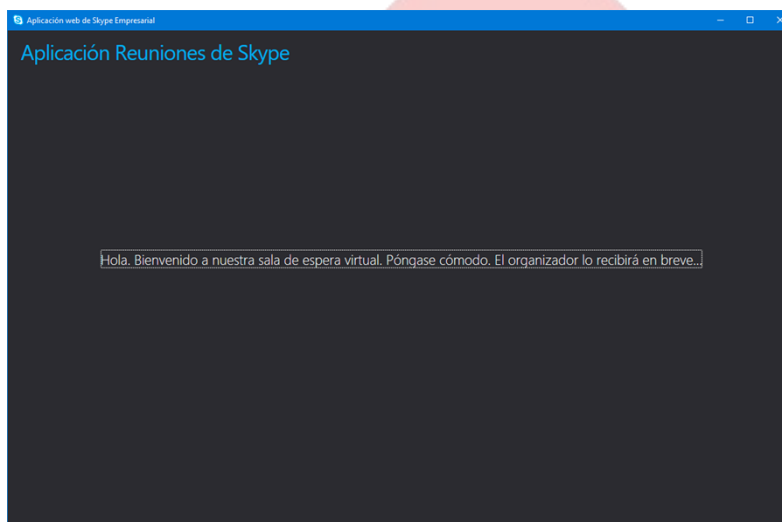 Aplicación web de Skype Empresarial
Aplicación Reuniones de Skype
Hola. Bienvenido a nuestra sala de espera virtual. Póngase cómodo. El organizador lo recibirá en breve...